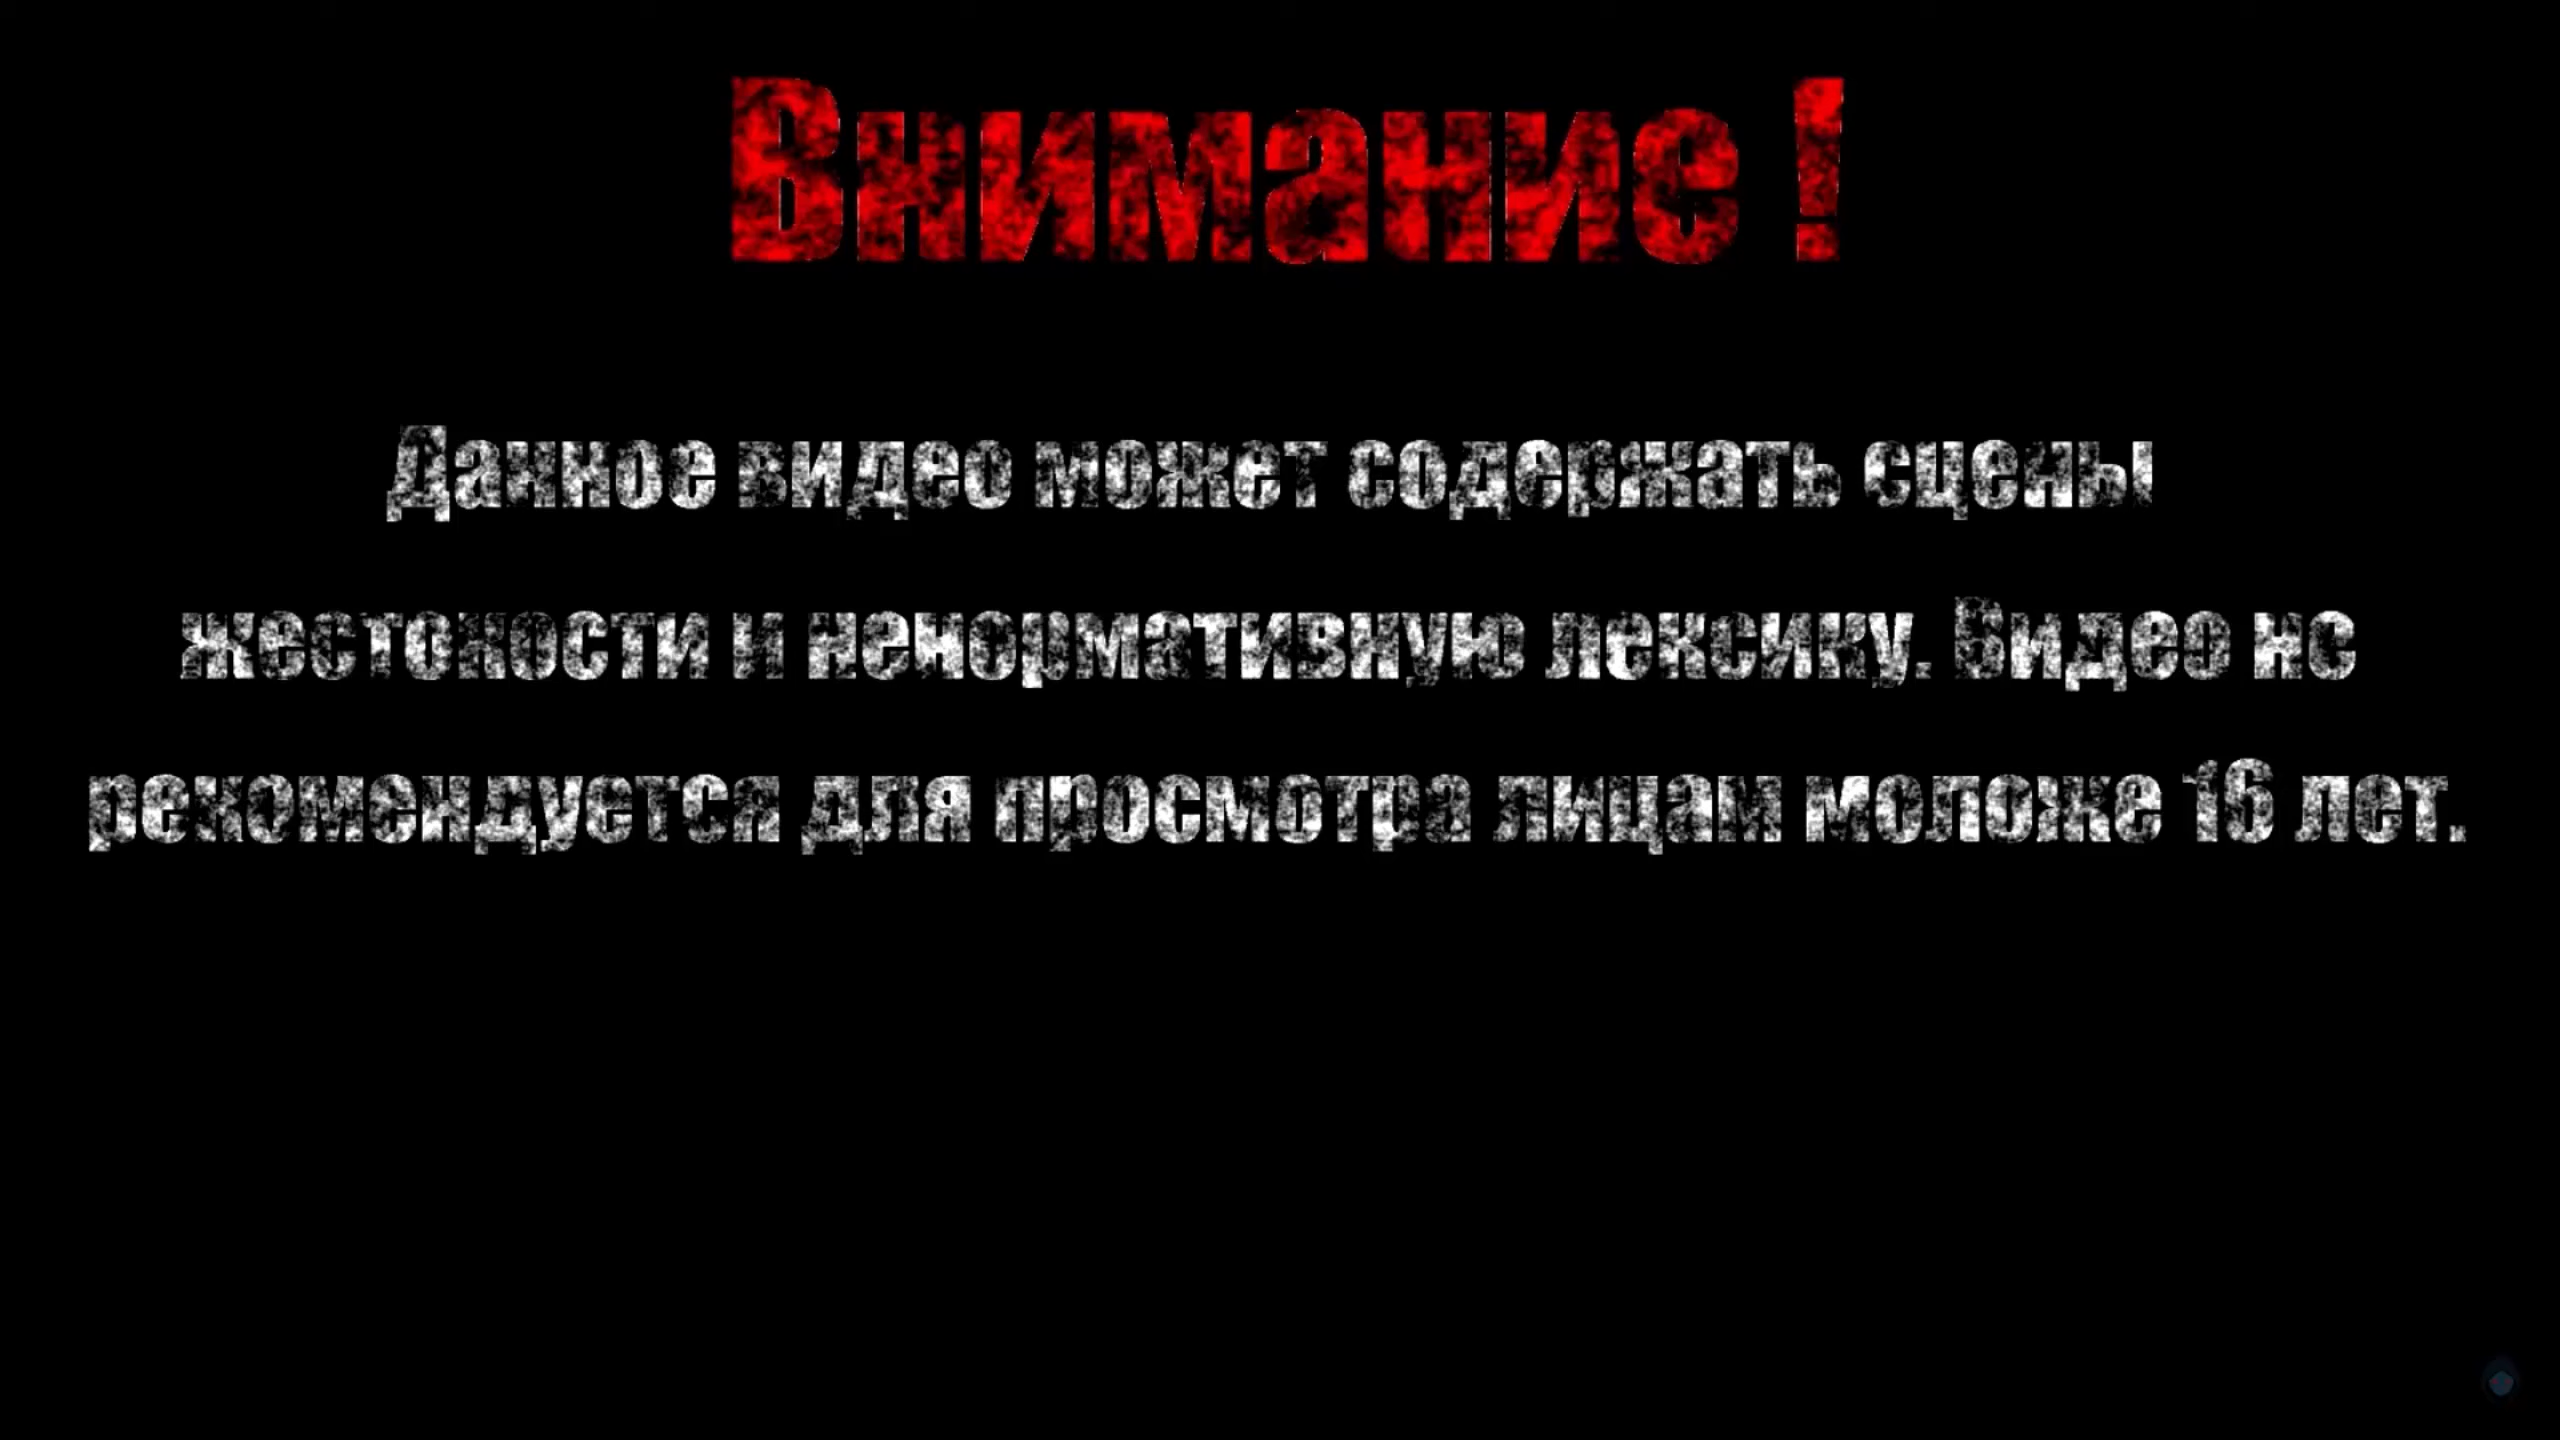 Внимание !
Данное видео может содержать сцены
жестокости и ненормативную лексику. Видео не
рекомендуется для просмотра лицам моложе 16 лет.